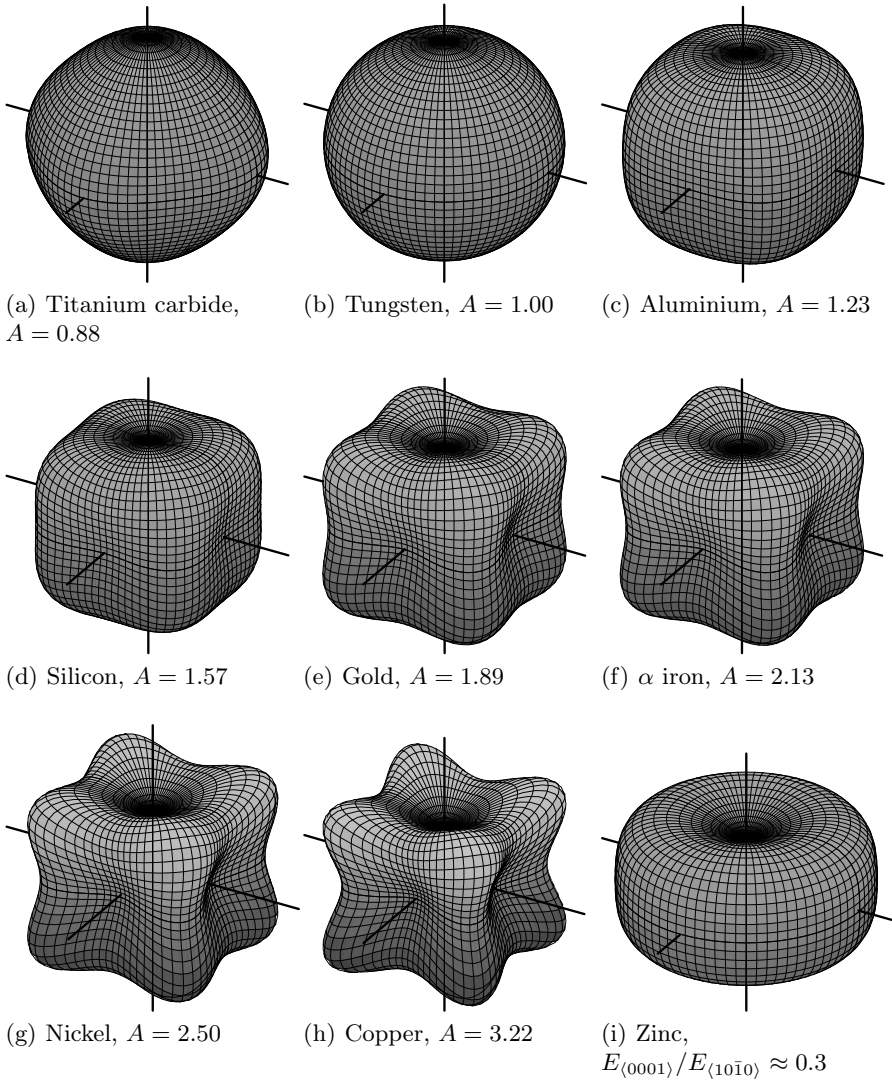 (a) Titanium carbide,
A = 0.88
(b) Tungsten, A = 1.00
(c) Aluminium, A = 1.23
(d) Silicon, A = 1.57
(e) Gold, A = 1.89
(f) α iron, A = 2.13
(g) Nickel, A = 2.50
(h) Copper, A = 3.22
(i) Zinc,
E⟨0001⟩/E⟨101̄0⟩ ≈ 0.3